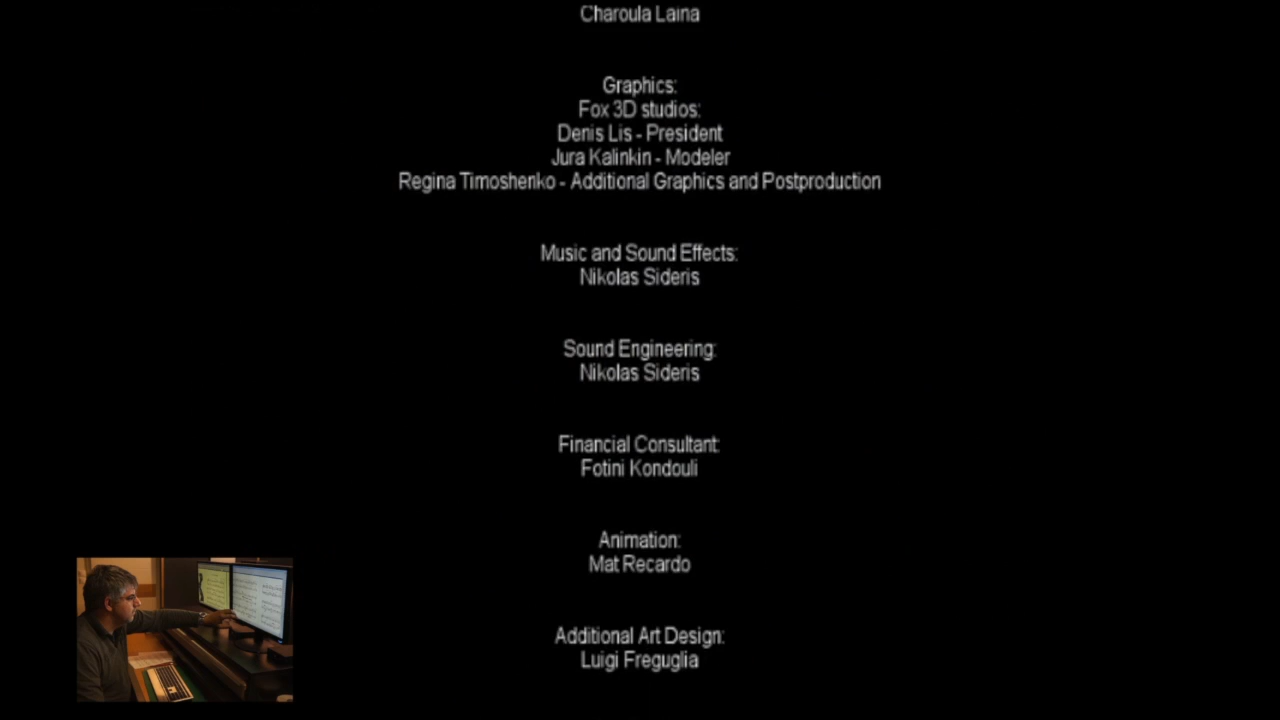 Charoula Laina
Graphics:
Fox 3D studios:
Denis Lis - President
Jura Kalinkin - Modeler
Regina Timoshenko - Additional Graphics and Postproduction
Music and Sound Effects:
Nikolas Sideris
Sound Engineering:
Nikolas Sideris
Financial Consultant:
Fotini Kondouli
Animation:
Mat Recardo
Additional Art Design:
Luigi Freguglia